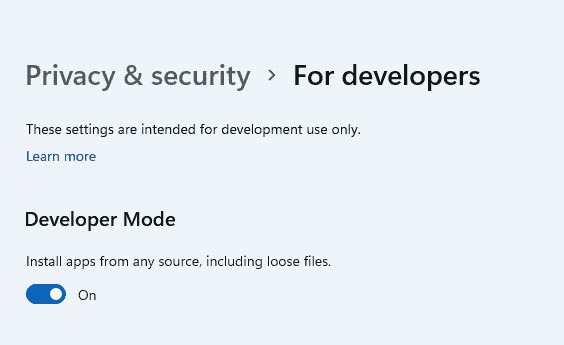 Privacy & security > For developers
These settings are intended for development use only.
Learn more
Developer Mode
Install apps from any source, including loose files.
On